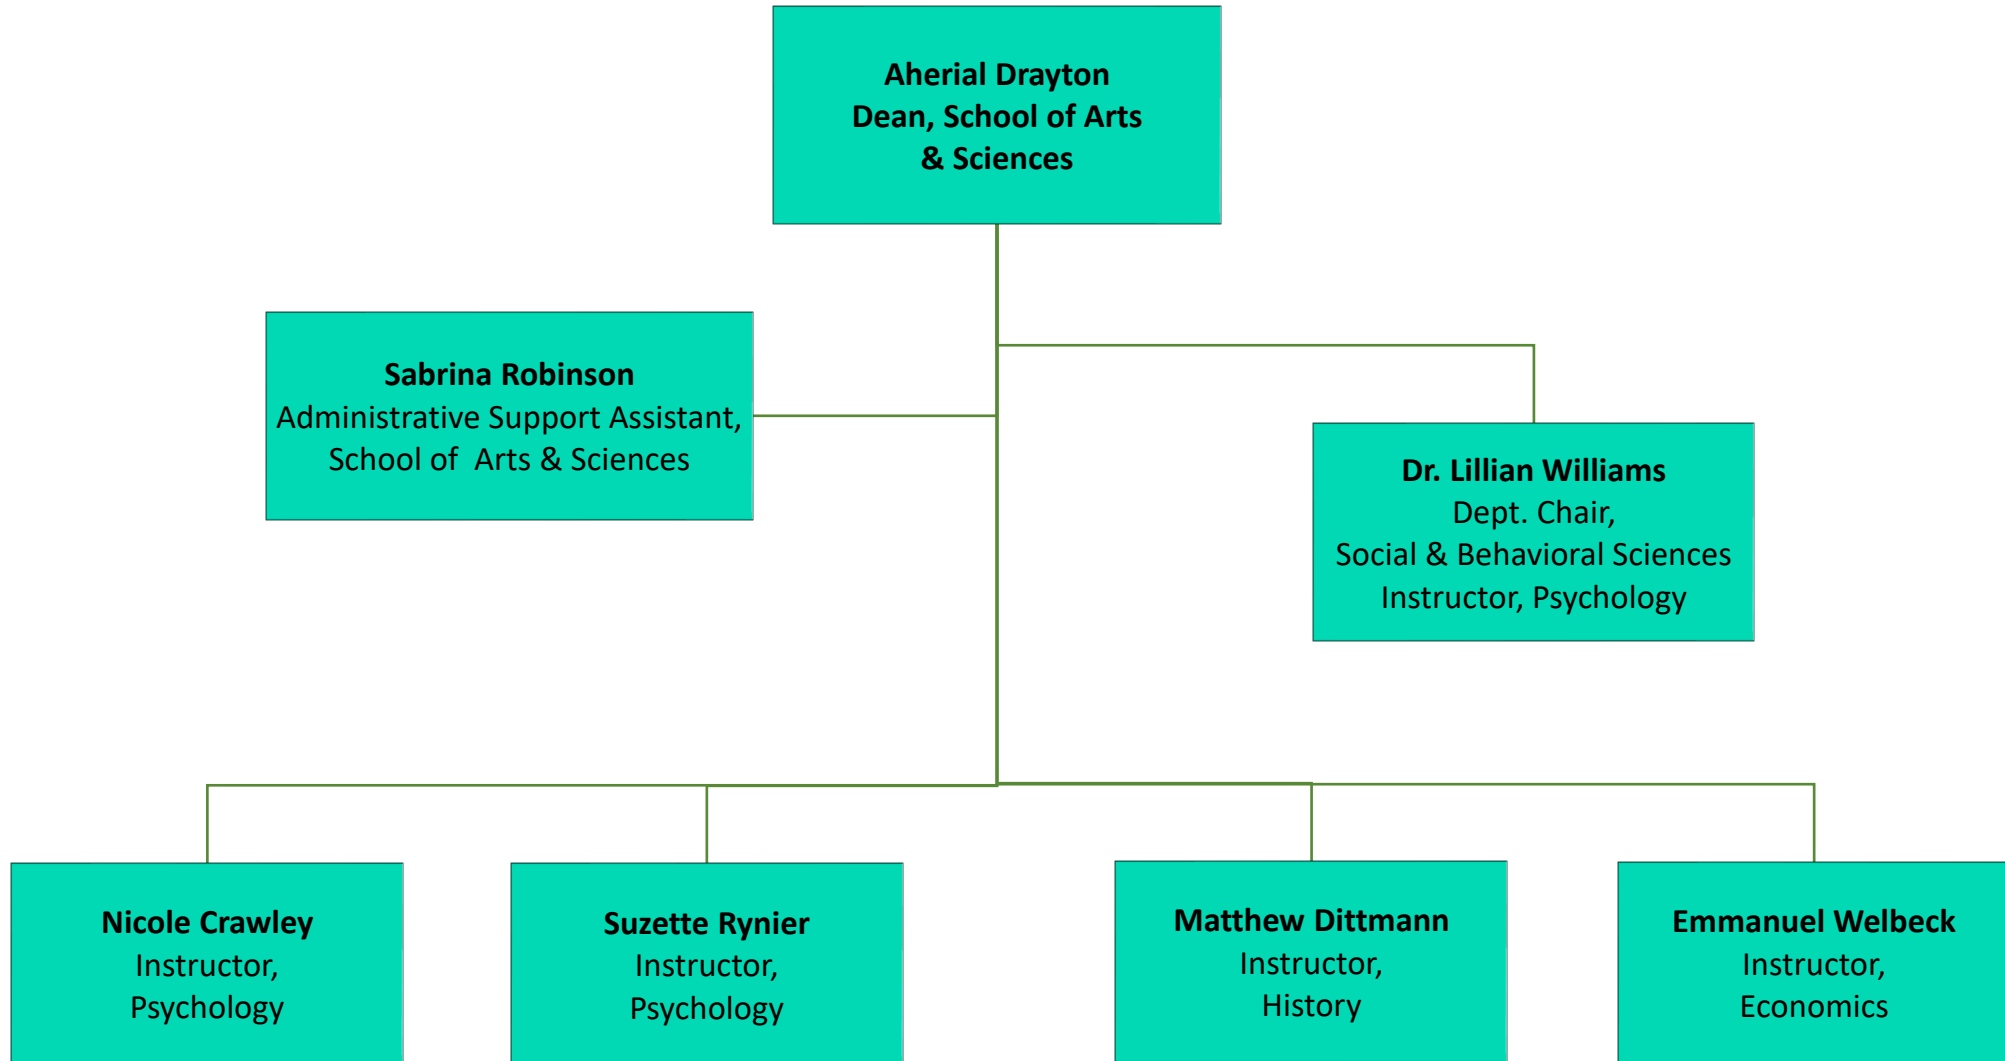 Aherial Drayton
Dean, School of Arts
& Sciences
Sabrina Robinson
Administrative Support Assistant,
School of  Arts & Sciences
Dr. Lillian Williams
Dept. Chair,
Social & Behavioral Sciences
Instructor, Psychology
Nicole Crawley
Instructor,
Psychology
Suzette Rynier
Instructor,
Psychology
Matthew Dittmann
Instructor,
History
Emmanuel Welbeck
Instructor,
Economics